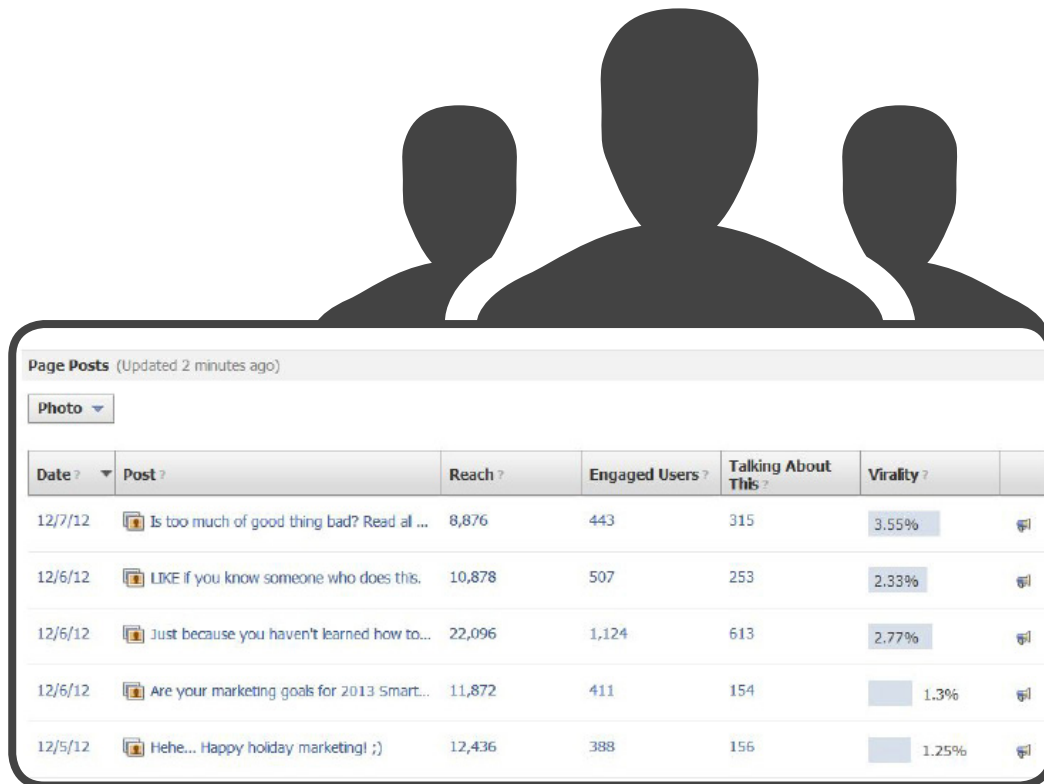 Page Posts (Updated 2 minutes ago)
Photo
Date ? Post ? Reach ? Engaged Users ? Talking About This ? Virality ?
12/7/12 Is too much of good thing bad? Read al ... 8,876 443 315 3.55%
12/6/12 LIKE if you know someone who does this. 10,878 507 253 2.33%
12/6/12 Just because you haven't learned how to... 22,096 1,124 613 2.77%
12/6/12 Are your marketing goals for 2013 Smart... 11,872 411 154 1.3%
12/5/12 Hehe... Happy holiday marketing! ;) 12,436 388 156 1.25%